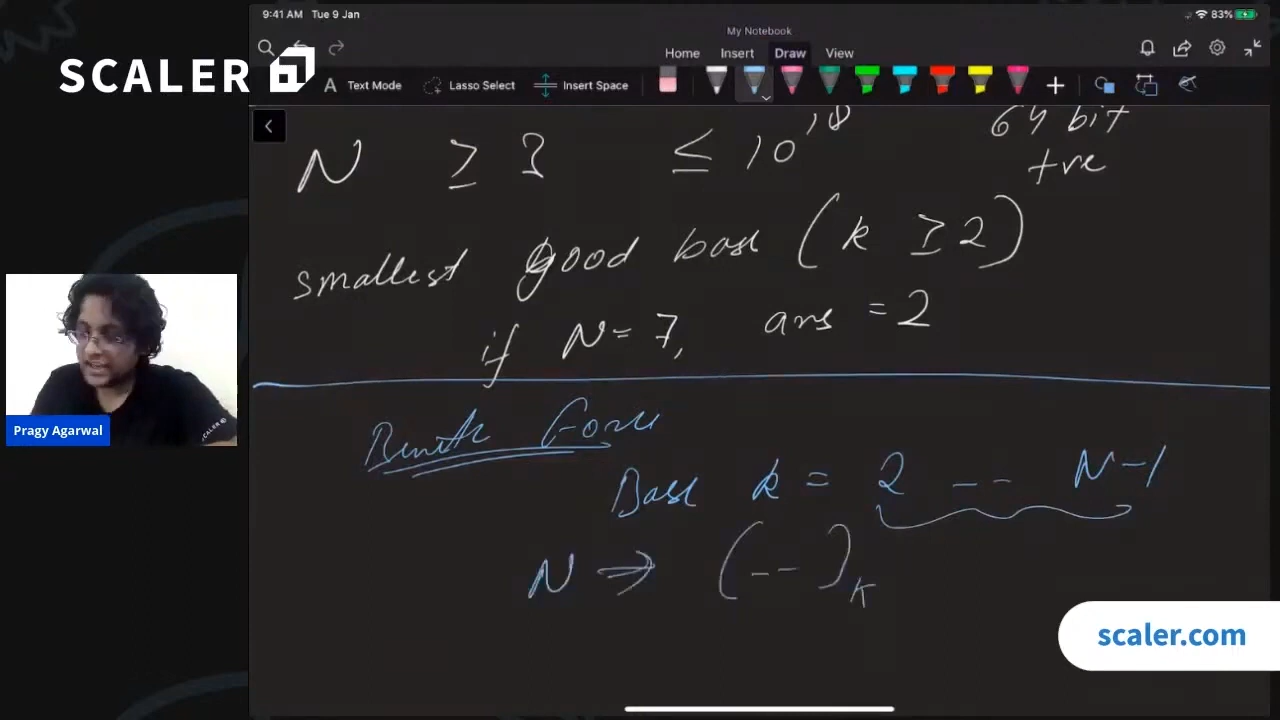 9:41 AM Tue 9 Jan
83%
My Notebook
Home Insert Draw View
SCALER
A Text Mode Lasso Select Insert Space
64 bit
N ≥ 3 ≤ 10^18
+ve
smallest good base (k ≥ 2)
if N = 7, ans = 2
Brute Force
Pragy Agarwal
SCALER
Base k = 2 -- N-1
N ⇒ (--)k
scaler.com